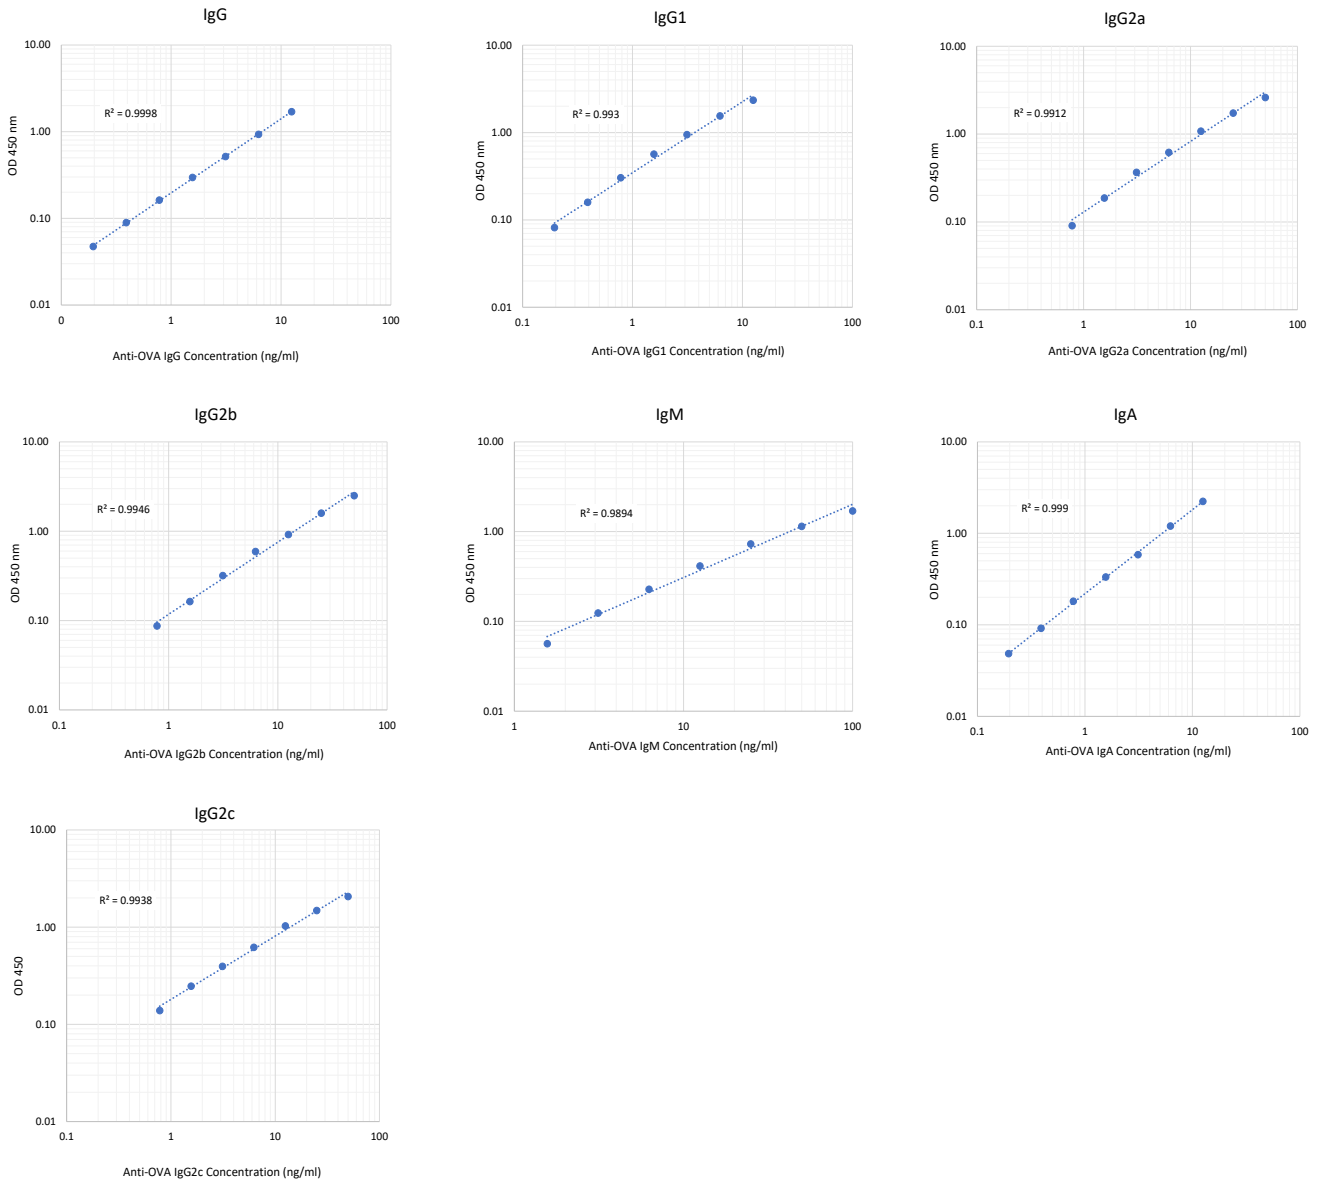 IgG
10.00
1.00
0.10
0.01
OD 450 nm
R² = 0.9998
0 1 10 100
Anti-OVA IgG Concentration (ng/ml)
IgG1
10.00
1.00
0.10
0.01
OD 450 nm
R² = 0.993
0.1 1 10 100
Anti-OVA IgG1 Concentration (ng/ml)
IgG2a
10.00
1.00
0.10
0.01
OD 450 nm
R² = 0.9912
0.1 1 10 100
Anti-OVA IgG2a Concentration (ng/ml)
IgG2b
10.00
1.00
0.10
0.01
OD 450 nm
R² = 0.9946
0.1 1 10 100
Anti-OVA IgG2b Concentration (ng/ml)
IgM
10.00
1.00
0.10
0.01
OD 450 nm
R² = 0.9894
1 10 100
Anti-OVA IgM Concentration (ng/ml)
IgA
10.00
1.00
0.10
0.01
OD 450 nm
R² = 0.999
0.1 1 10 100
Anti-OVA IgA Concentration (ng/ml)
IgG2c
10.00
1.00
0.10
0.01
OD 450
R² = 0.9938
0.1 1 10 100
Anti-OVA IgG2c Concentration (ng/ml)